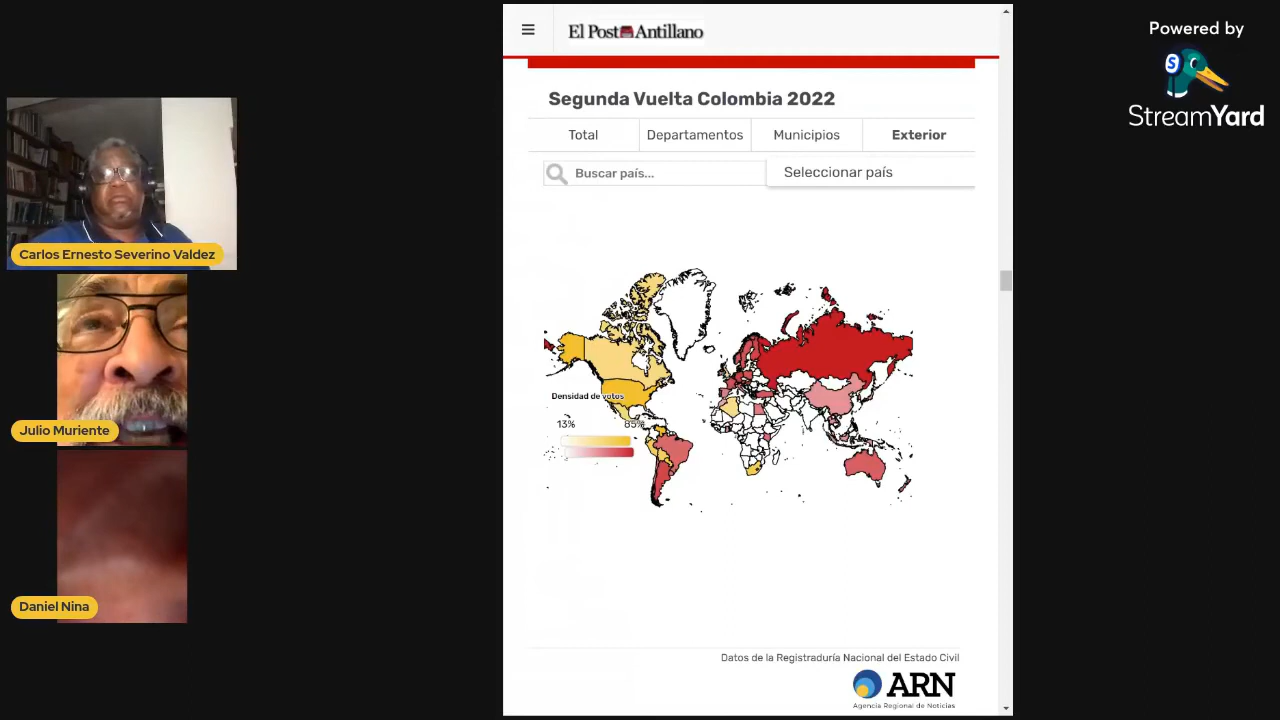 El Post Antillano
Powered by
StreamYard
Segunda Vuelta Colombia 2022
Total
Departamentos
Municipios
Exterior
Buscar país...
Seleccionar país
Densidad de votos
13%
85%
Carlos Ernesto Severino Valdez
Julio Muriente
Daniel Nina
Datos de la Registraduría Nacional del Estado Civil
ARN
Agencia Regional de Noticias